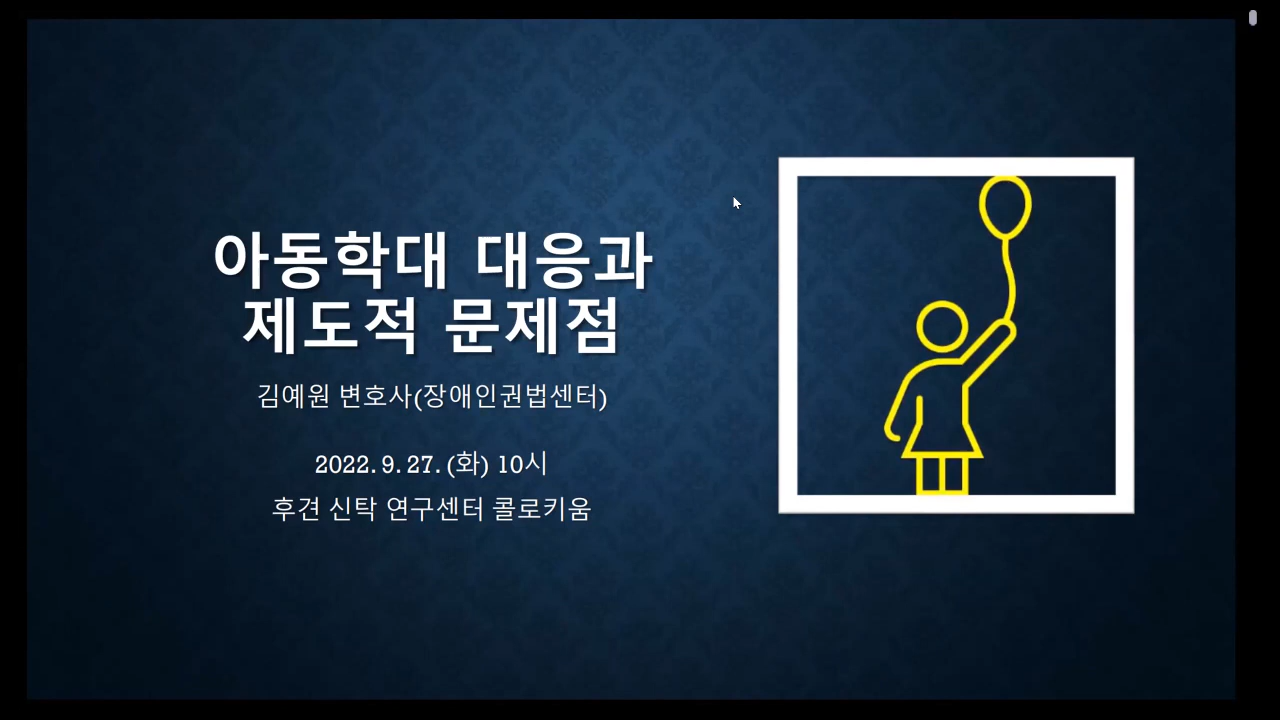 아동학대 대응과
제도적 문제점
김예원 변호사(장애인권법센터)
2022. 9. 27. (화) 10시
후견 신탁 연구센터 콜로키움